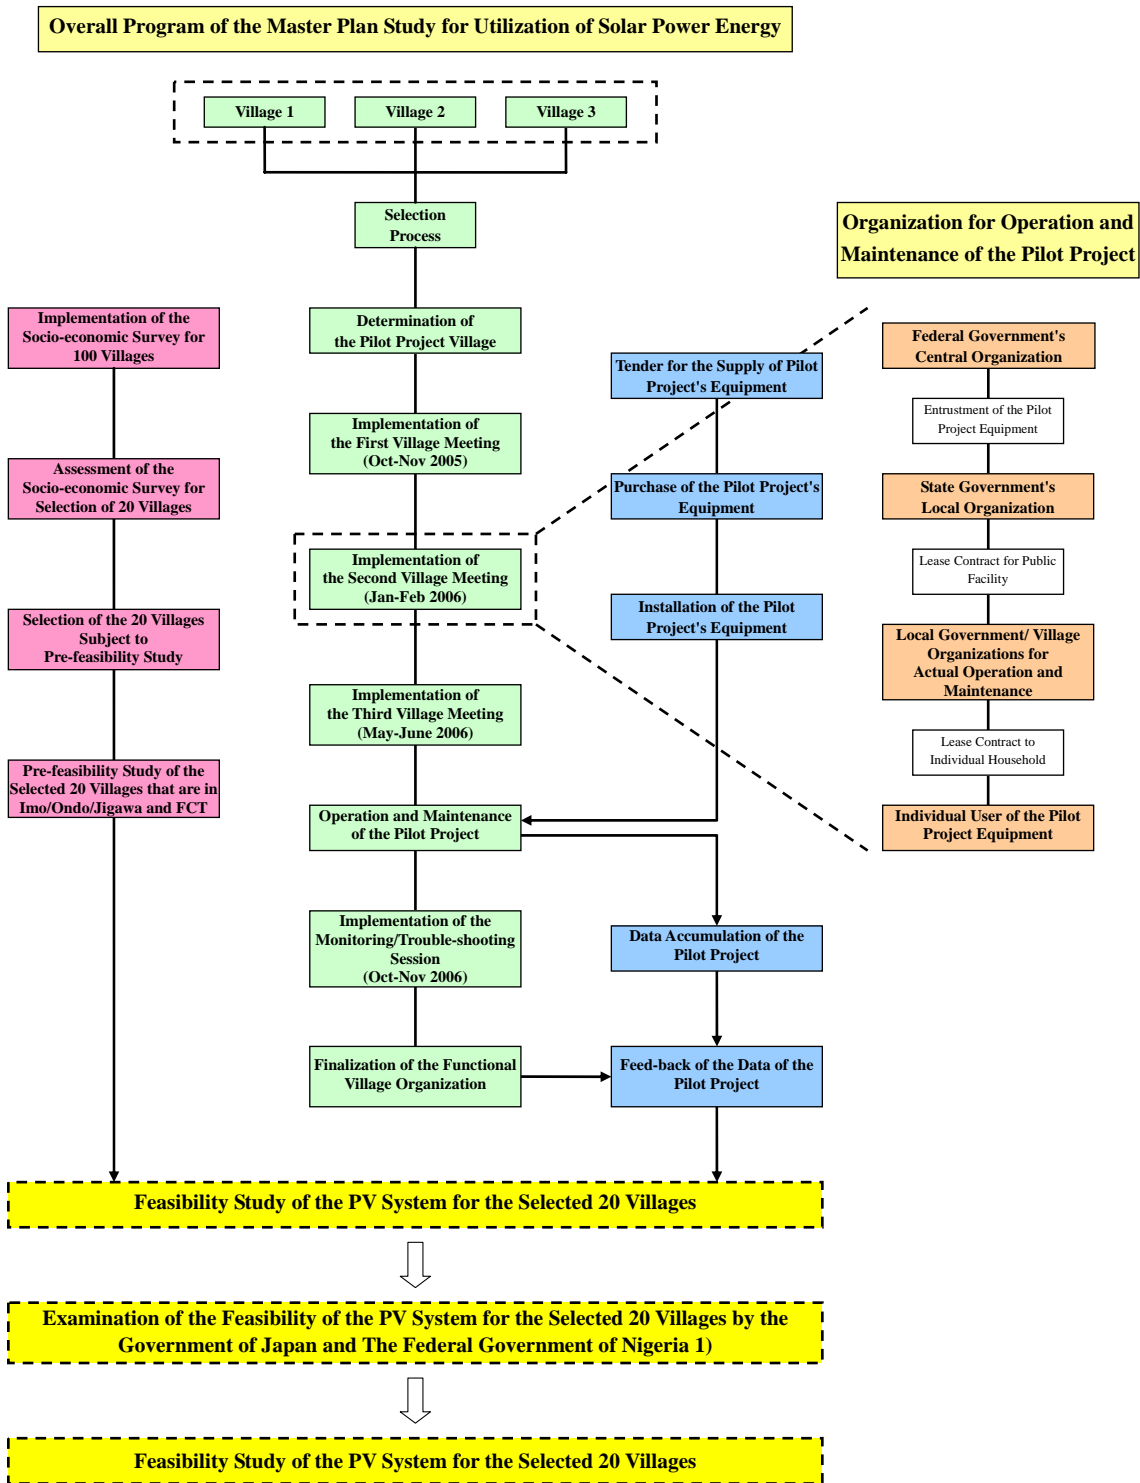 Overall Program of the Master Plan Study for Utilization of Solar Power Energy
Village 1
Village 2
Village 3
Selection
Process
Organization for Operation and
Maintenance of the Pilot Project
Implementation of the
Socio-economic Survey for
100 Villages
Assessment of the
Socio-economic Survey for
Selection of 20 Villages
Selection of the 20 Villages
Subject to
Pre-feasibility Study
Pre-feasibility Study of the
Selected 20 Villages that are in
Imo/Ondo/Jigawa and FCT
Determination of
the Pilot Project Village
Implementation of
the First Village Meeting
(Oct-Nov 2005)
Implementation of
the Second Village Meeting
(Jan-Feb 2006)
Implementation of
the Third Village Meeting
(May-June 2006)
Operation and Maintenance
of the Pilot Project
Implementation of the
Monitoring/Trouble-shooting
Session
(Oct-Nov 2006)
Finalization of the Functional
Village Organization
Tender for the Supply of Pilot
Project's Equipment
Purchase of the Pilot Project's
Equipment
Installation of the Pilot
Project's Equipment
Data Accumulation of the
Pilot Project
Feed-back of the Data of the
Pilot Project
Federal Government's
Central Organization
Entrustment of the Pilot
Project Equipment
State Government's
Local Organization
Lease Contract for Public
Facility
Local Government/ Village
Organizations for
Actual Operation and
Maintenance
Lease Contract to
Individual Household
Individual User of the Pilot
Project Equipment
Feasibility Study of the PV System for the Selected 20 Villages
Examination of the Feasibility of the PV System for the Selected 20 Villages by the
Government of Japan and The Federal Government of Nigeria 1)
Feasibility Study of the PV System for the Selected 20 Villages